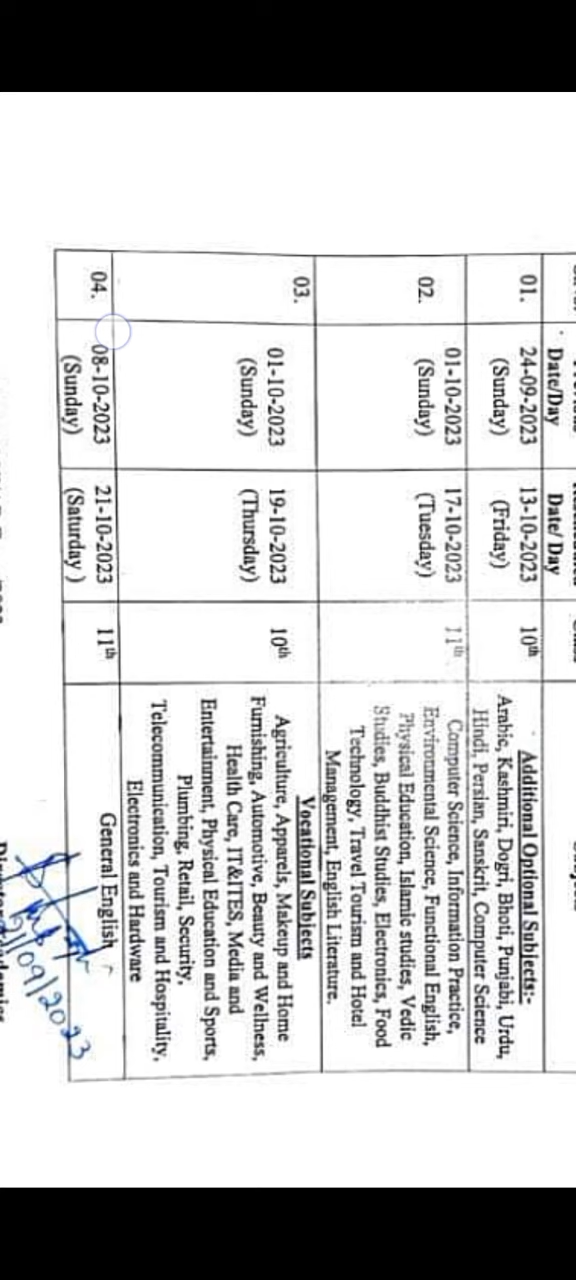 Date/Day
Date/ Day
01.
24-09-2023
(Sunday)
13-10-2023
(Friday)
10th
Additional Optional Subjects:-
Arabic, Kashmiri, Dogri, Bhoti, Punjabi, Urdu,
Hindi, Persian, Sanskrit, Computer Science
02.
01-10-2023
(Sunday)
17-10-2023
(Tuesday)
11th
Computer Science, Information Practice,
Environmental Science, Functional English,
Physical Education, Islamic studies, Vedic
Studies, Buddhist Studies, Electronics, Food
Technology, Travel Tourism and Hotel
Management, English Literature.
03.
01-10-2023
(Sunday)
19-10-2023
(Thursday)
10th
Vocational Subjects
Agriculture, Apparels, Makeup and Home
Furnishing, Automotive, Beauty and Wellness,
Health Care, IT&ITES, Media and
Entertainment, Physical Education and Sports,
Plumbing, Retail, Security,
Telecommunication, Tourism and Hospitality,
Electronics and Hardware
04.
08-10-2023
(Sunday)
21-10-2023
(Saturday )
11th
General English
/09/2023